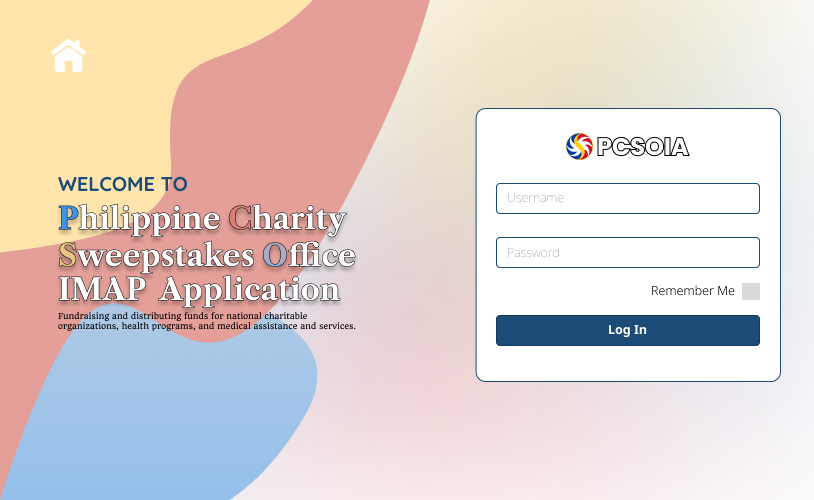 WELCOME TO
Philippine Charity
Sweepstakes Office
IMAP Application
Fundraising and distributing funds for national charitable
organizations, health programs, and medical assistance and services.
PCSOIA
Username
Password
Remember Me
Log In